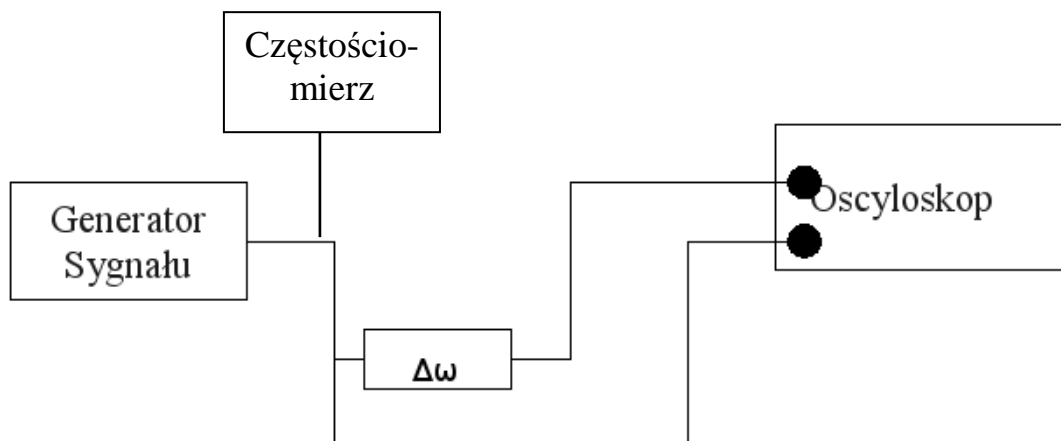 Częstościo-
mierz
Generator
Sygnału
Oscyloskop
Δω